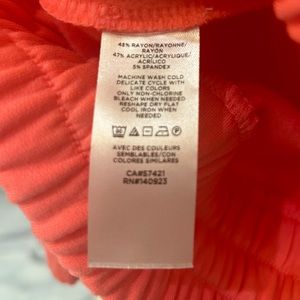 48% RAYON/RAYONNE/
RAYÓN
47% ACRYLIC/ACRYLIQUE/
ACRÍLICO
5% SPANDEX
MACHINE WASH COLD
DELICATE CYCLE WITH
LIKE COLORS
ONLY NON-CHLORINE
BLEACH WHEN NEEDED
RESHAPE DRY FLAT
COOL IRON WHEN
NEEDED
AVEC DES COULEURS
SEMBLABLES/CON
COLORES SIMILARES
CA#57421
RN#140923